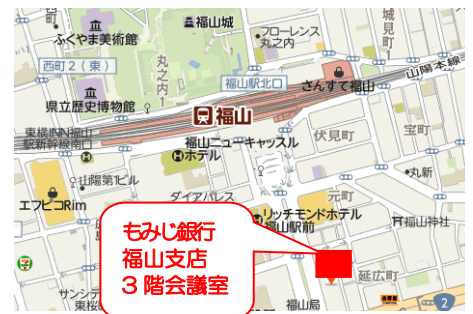 福山城
ふくやま美術館
フローレンス
丸之内
城見町
1
西町2(東)
丸之内
1
福山駅北口
さんすて福山
山陽本線
県立歴史博物館
福山
東横INN福山
駅新幹線南口
福山ニューキャッスル
ホテル
伏見町
宝町
山陽第1ビル
丸新
ダイアパレス
元町
エフピコRim
リッチモンドホテル
福山駅前
福山神社
もみじ銀行
福山支店
3階会議室
延広町
サンシテ
東桜
福山局
2